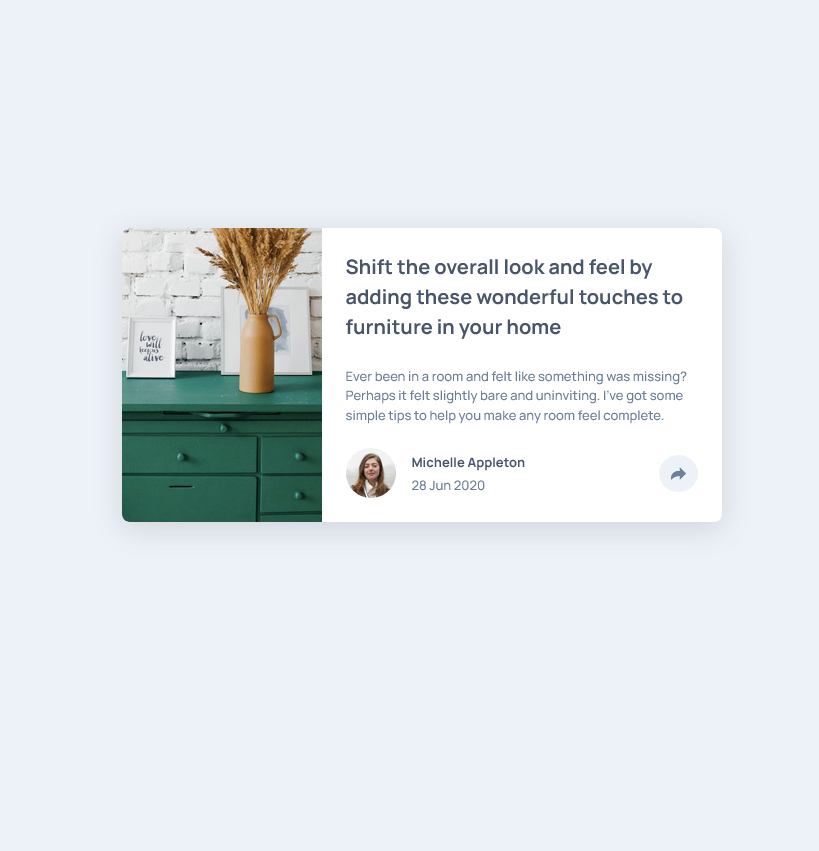 love
will
keep us
alive
Shift the overall look and feel by
adding these wonderful touches to
furniture in your home
Ever been in a room and felt like something was missing?
Perhaps it felt slightly bare and uninviting. I’ve got some
simple tips to help you make any room feel complete.
Michelle Appleton
28 Jun 2020